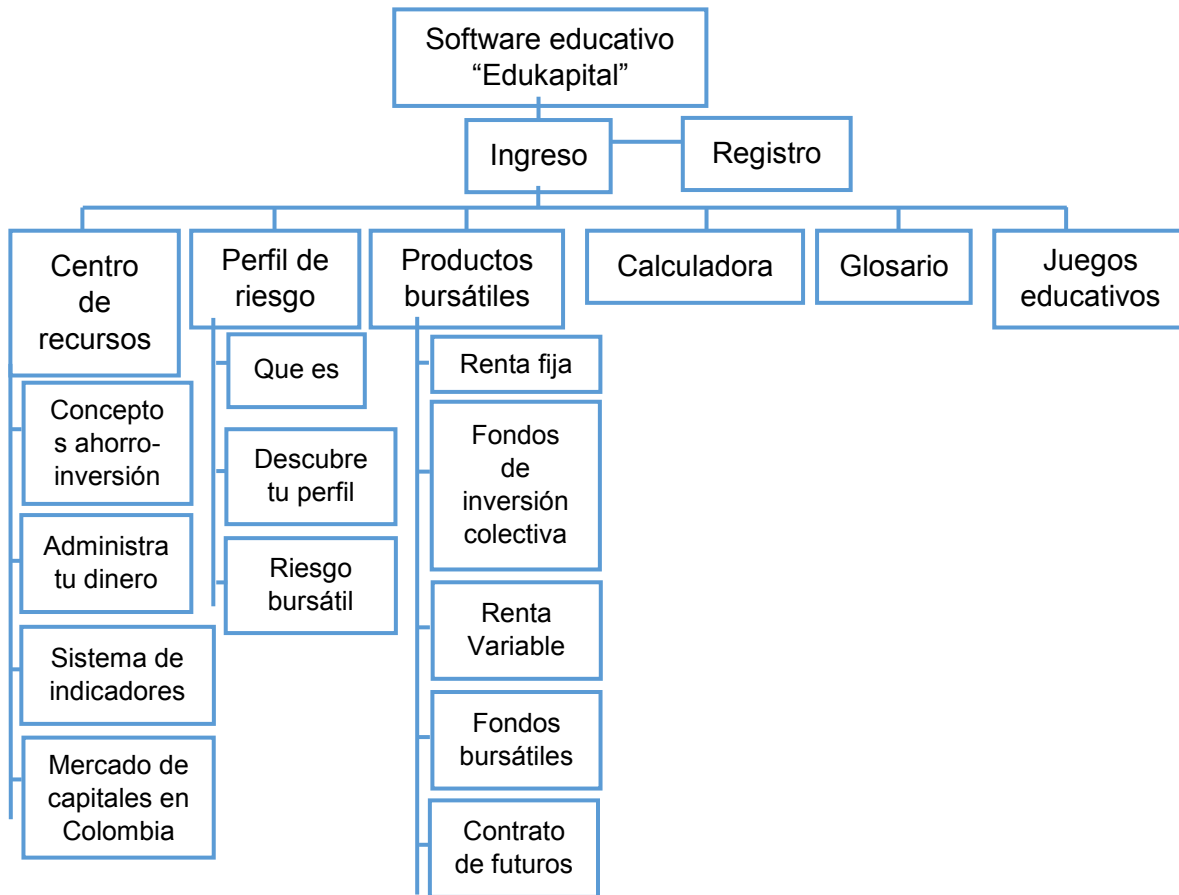 Software educativo
“Edukapital”
Ingreso
Registro
Centro
de
recursos
Perfil de
riesgo
Productos
bursátiles
Calculadora
Glosario
Juegos
educativos
Concepto
s ahorro-
inversión
Administra
tu dinero
Sistema de
indicadores
Mercado de
capitales en
Colombia
Que es
Descubre
tu perfil
Riesgo
bursátil
Renta fija
Fondos
de
inversión
colectiva
Renta
Variable
Fondos
bursátiles
Contrato
de futuros